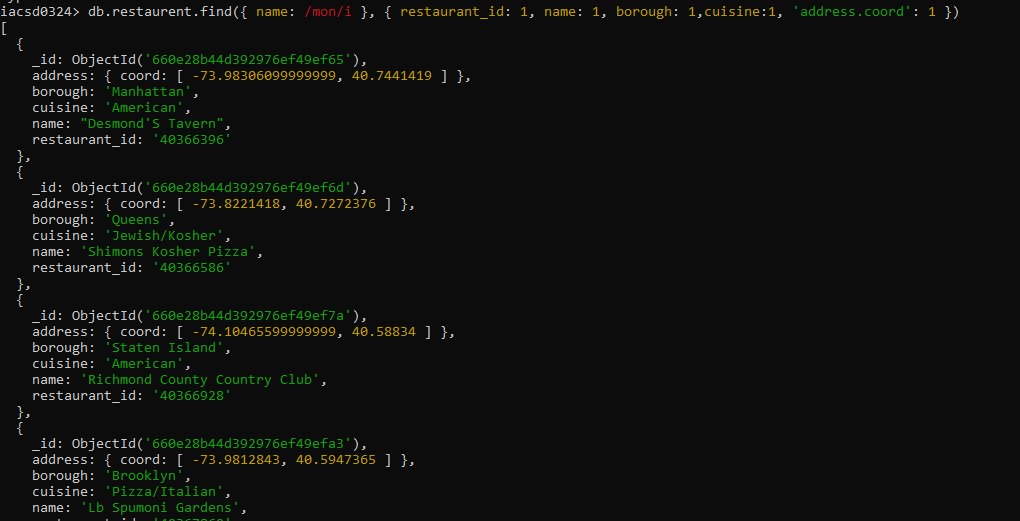 iacsd0324> db.restaurent.find({ name: /mon/i }, { restaurant_id: 1, name: 1, borough: 1,cuisine:1, 'address.coord': 1 })
[
  {
    _id: ObjectId('660e28b44d392976ef49ef65'),
    address: { coord: [ -73.98306099999999, 40.7441419 ] },
    borough: 'Manhattan',
    cuisine: 'American',
    name: "Desmond'S Tavern",
    restaurant_id: '40366396'
  },
  {
    _id: ObjectId('660e28b44d392976ef49ef6d'),
    address: { coord: [ -73.8221418, 40.7272376 ] },
    borough: 'Queens',
    cuisine: 'Jewish/Kosher',
    name: 'Shimons Kosher Pizza',
    restaurant_id: '40366586'
  },
  {
    _id: ObjectId('660e28b44d392976ef49ef7a'),
    address: { coord: [ -74.10465599999999, 40.58834 ] },
    borough: 'Staten Island',
    cuisine: 'American',
    name: 'Richmond County Country Club',
    restaurant_id: '40366928'
  },
  {
    _id: ObjectId('660e28b44d392976ef49efa3'),
    address: { coord: [ -73.9812843, 40.5947365 ] },
    borough: 'Brooklyn',
    cuisine: 'Pizza/Italian',
    name: 'Lb Spumoni Gardens',